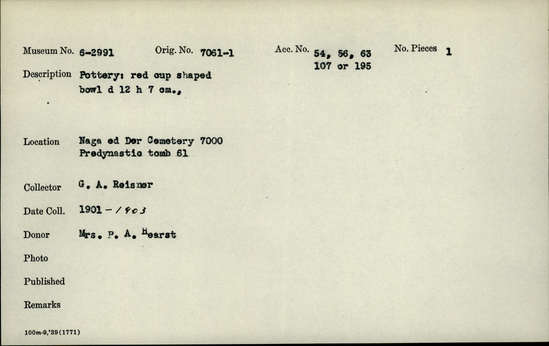 Museum No. 6-2991 Orig. No. 7061-1 Acc. No. 54, 56, 63 No. Pieces 1
107 or 195
Description Pottery: red cup shaped
bowl d 12 h 7 cm.,
Location Naga ed Der Cemetery 7000
Predynastic tomb 61
Collector G. A. Reisner
Date Coll. 1901-1903
Donor Mrs. P. A. Hearst
Photo
Published
Remarks
100m-9,'39(1771)